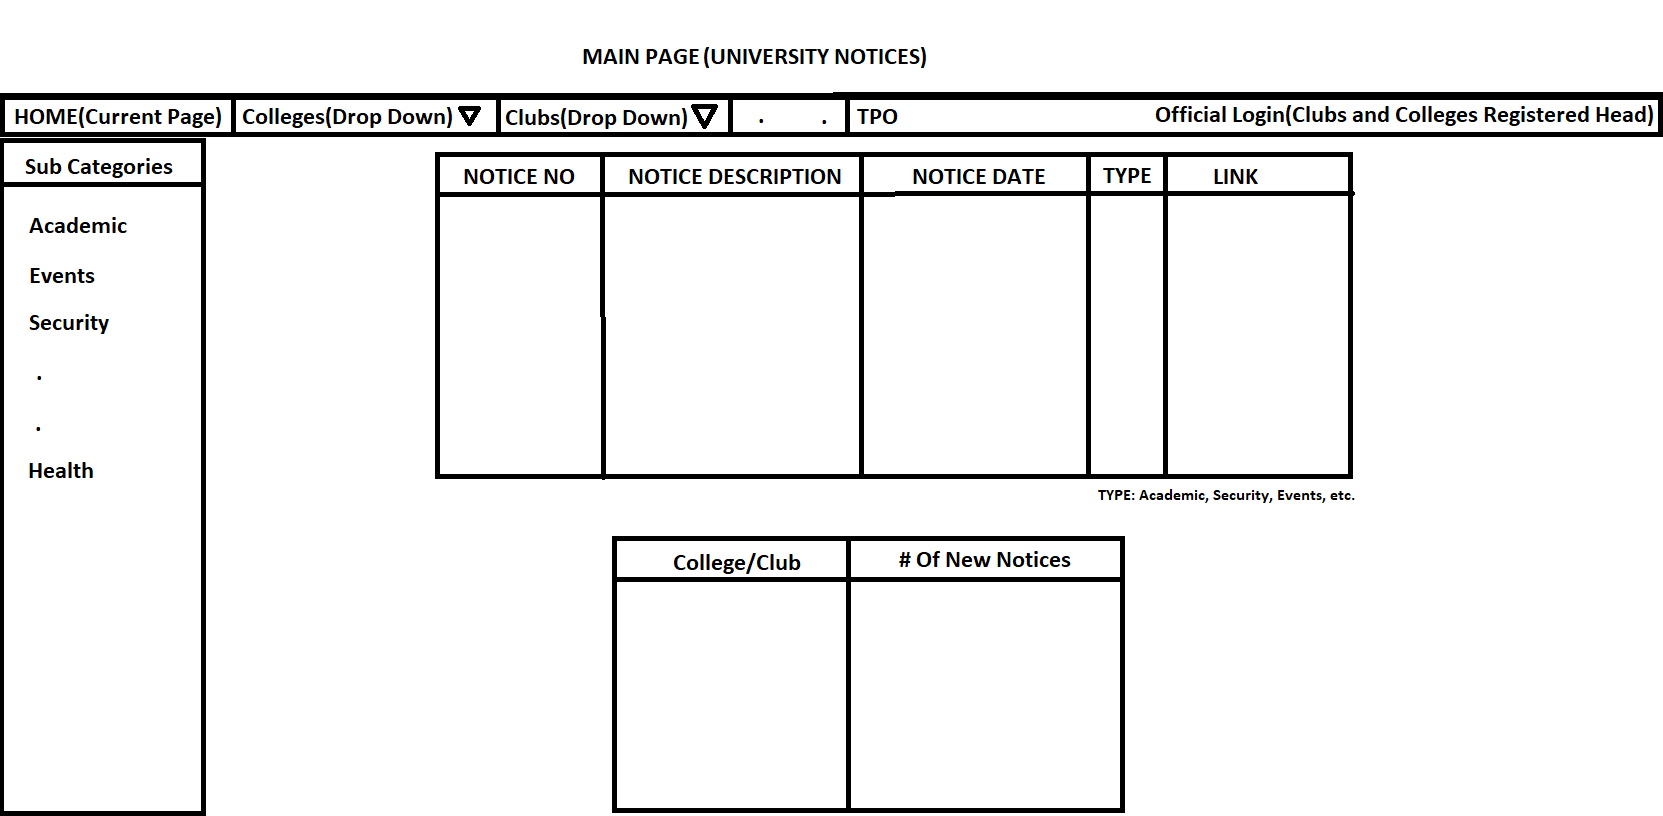 MAIN PAGE(UNIVERSITY NOTICES)
HOME(Current Page) Colleges(Drop Down) Clubs(Drop Down) . . TPO Official Login(Clubs and Colleges Registered Head)
Sub Categories
Academic
Events
Security
.
.
Health
NOTICE NO NOTICE DESCRIPTION NOTICE DATE TYPE LINK
TYPE: Academic, Security, Events, etc.
College/Club # Of New Notices